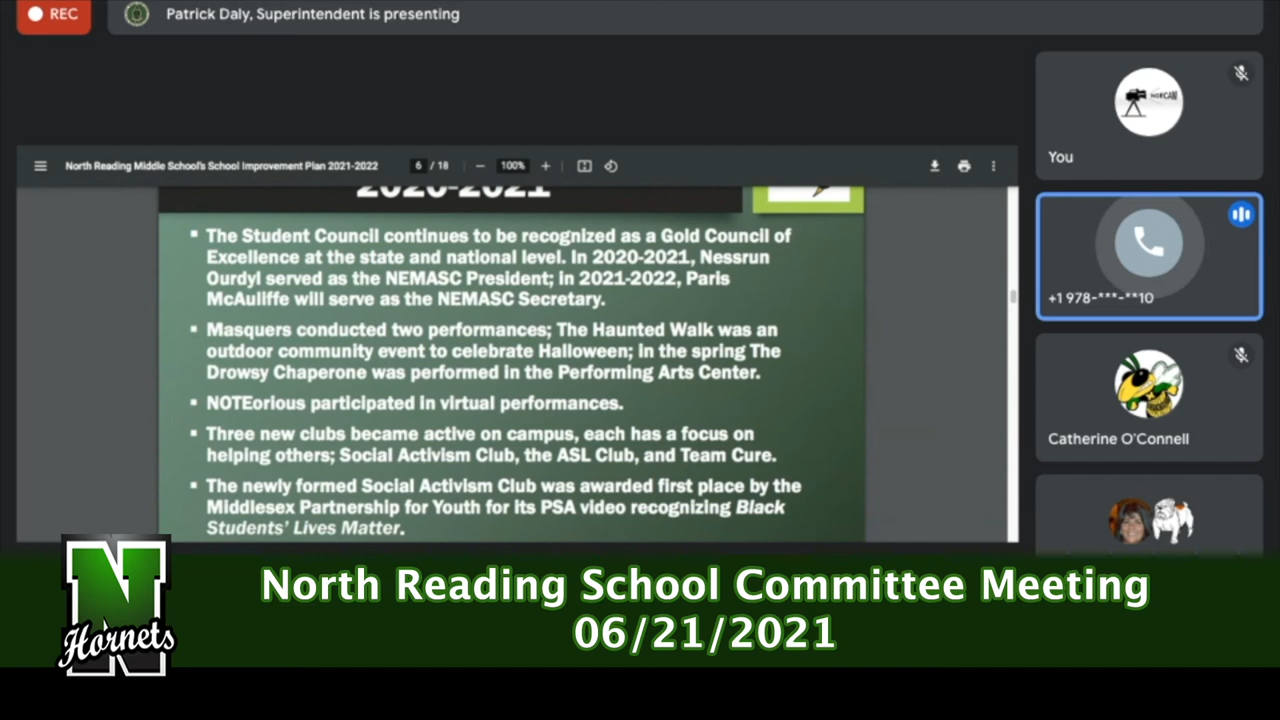 REC
Patrick Daly, Superintendent is presenting
NORCAM
You
North Reading Middle School's School Improvement Plan 2021-2022
6 / 18
100%
2020-2021
▪ The Student Council continues to be recognized as a Gold Council of
Excellence at the state and national level. In 2020-2021, Nessrun
Ourdyl served as the NEMASC President; in 2021-2022, Paris
McAuliffe will serve as the NEMASC Secretary.
▪ Masquers conducted two performances; The Haunted Walk was an
outdoor community event to celebrate Halloween; in the spring The
Drowsy Chaperone was performed in the Performing Arts Center.
▪ NOTEorious participated in virtual performances.
▪ Three new clubs became active on campus, each has a focus on
helping others; Social Activism Club, the ASL Club, and Team Cure.
▪ The newly formed Social Activism Club was awarded first place by the
Middlesex Partnership for Youth for its PSA video recognizing Black
Students' Lives Matter.
+1 978-***-**10
Catherine O'Connell
N
Hornets
North Reading School Committee Meeting
06/21/2021